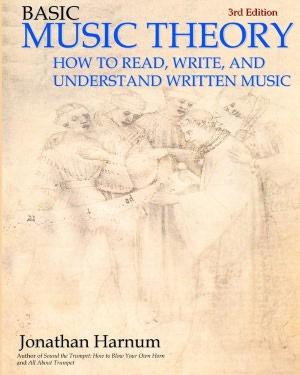 BASIC
3rd Edition
MUSIC THEORY
HOW TO READ, WRITE, AND
UNDERSTAND WRITTEN MUSIC
Jonathan Harnum
Author of Sound the Trumpet: How to Blow Your Own Horn
and All About Trumpet